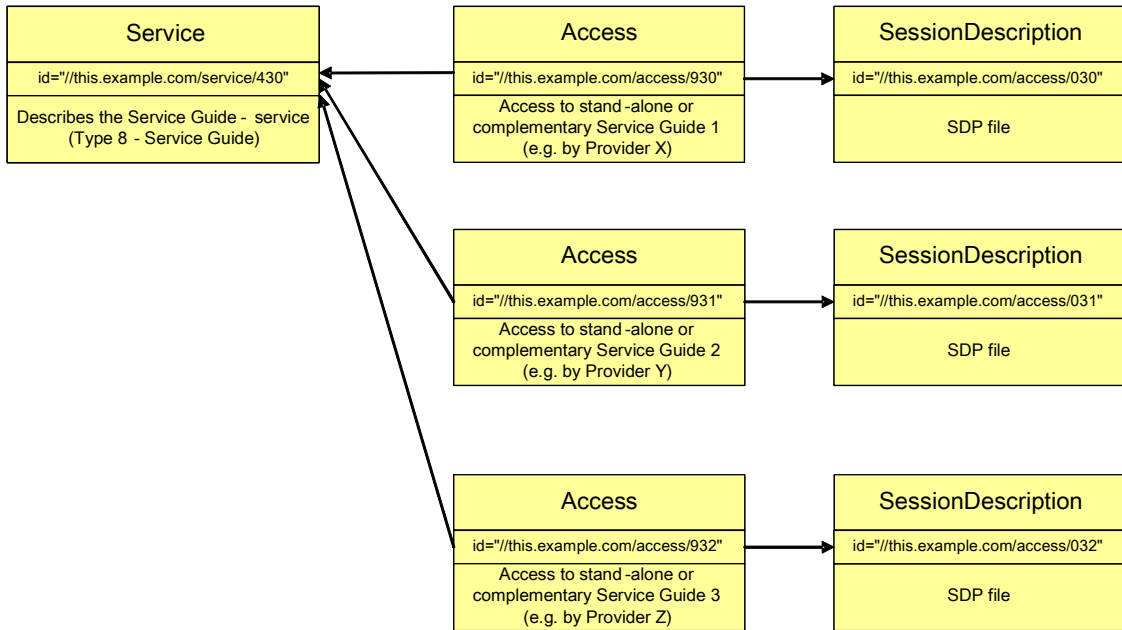 Service
id="//this.example.com/service/430"
Describes the Service Guide - service
(Type 8 - Service Guide)
Access
id="//this.example.com/access/930"
Access to stand-alone or
complementary Service Guide 1
(e.g. by Provider X)
SessionDescription
id="//this.example.com/access/030"
SDP file
Access
id="//this.example.com/access/931"
Access to stand-alone or
complementary Service Guide 2
(e.g. by Provider Y)
SessionDescription
id="//this.example.com/access/031"
SDP file
Access
id="//this.example.com/access/932"
Access to stand-alone or
complementary Service Guide 3
(e.g. by Provider Z)
SessionDescription
id="//this.example.com/access/032"
SDP file